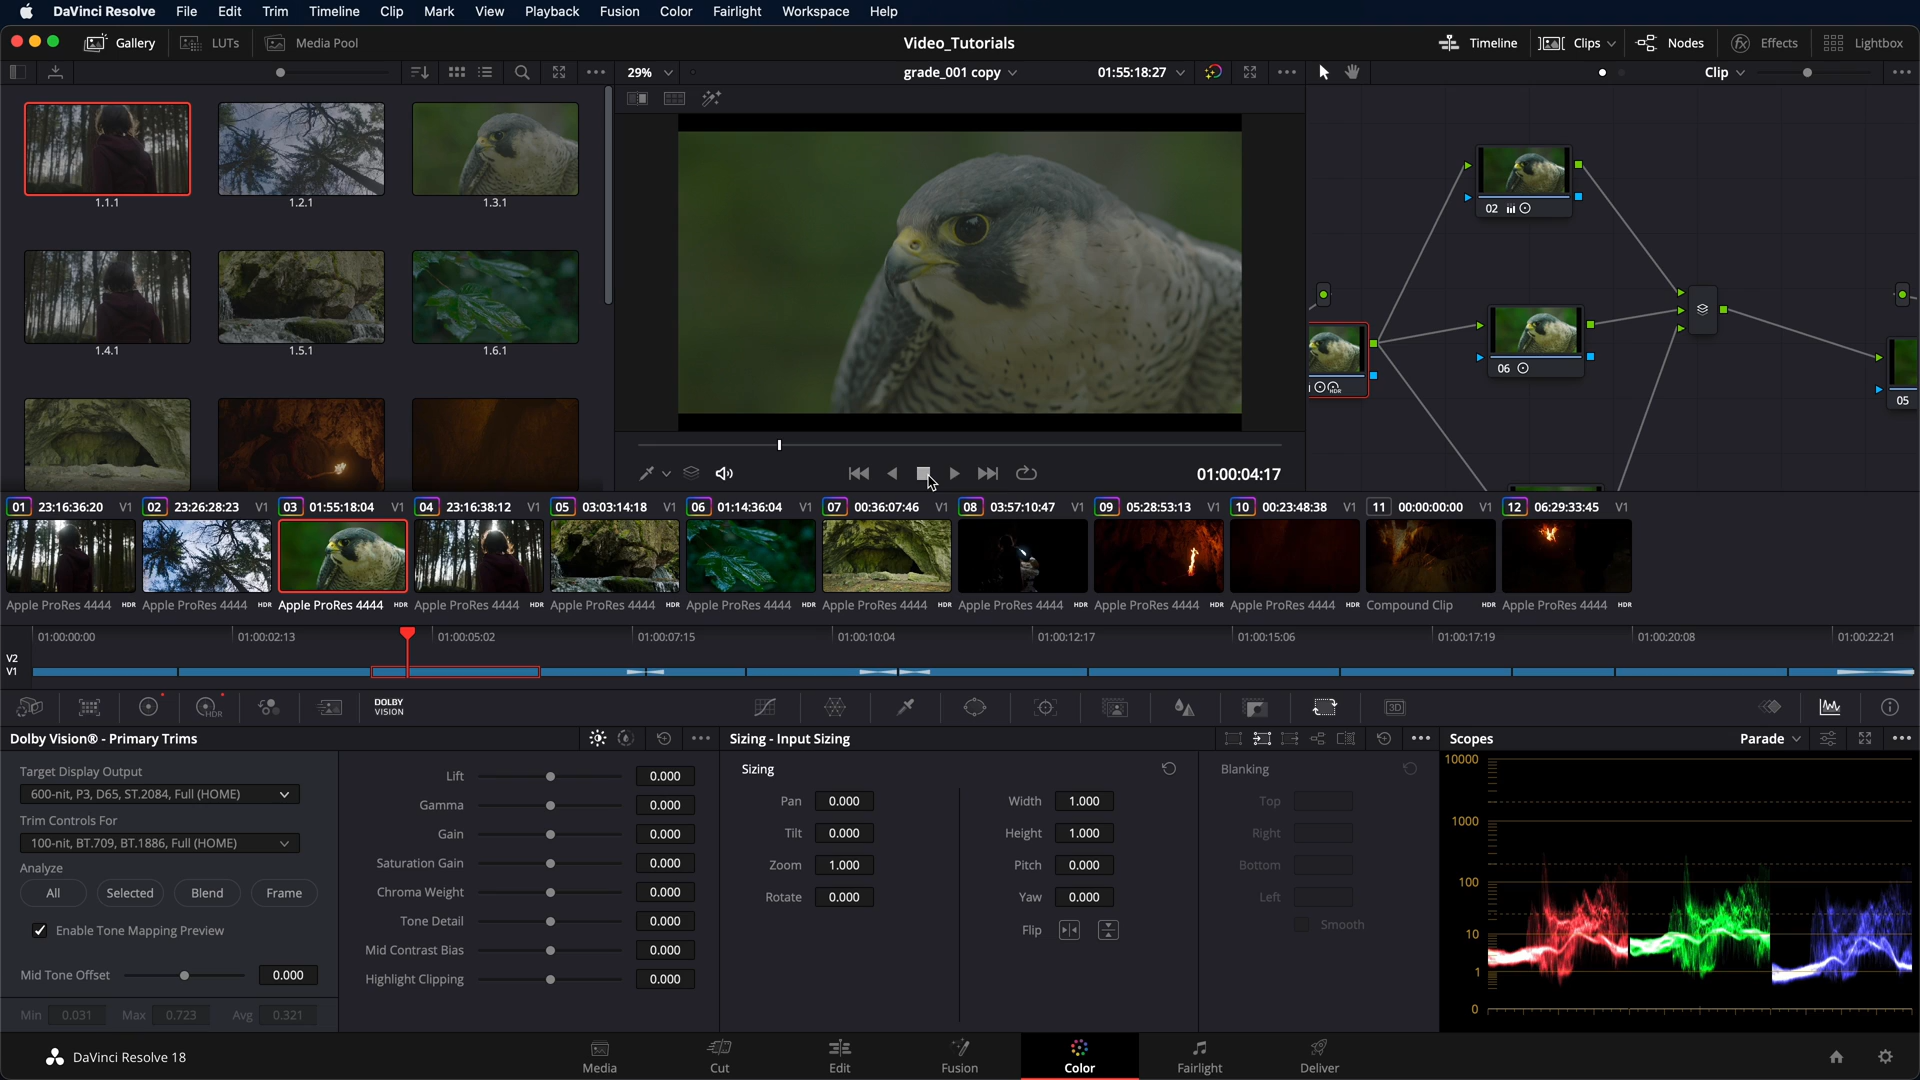 DaVinci Resolve File Edit Trim Timeline Clip Mark View Playback Fusion Color Fairlight Workspace Help
Gallery LUTs Media Pool Video_Tutorials Timeline Clips Nodes Effects Lightbox
29% grade_001 copy 01:55:18:27 Clip
1.1.1 1.2.1 1.3.1
1.4.1 1.5.1 1.6.1
02
06
HDR
05
01:00:04:17
01 23:16:36:20 V1 02 23:26:28:23 V1 03 01:55:18:04 V1 04 23:16:38:12 V1 05 03:03:14:18 V1 06 01:14:36:04 V1 07 00:36:07:46 V1 08 03:57:10:47 V1 09 05:28:53:13 V1 10 00:23:48:38 V1 11 00:00:00:00 V1 12 06:29:33:45 V1
Apple ProRes 4444 HDR Apple ProRes 4444 HDR Apple ProRes 4444 HDR Apple ProRes 4444 HDR Apple ProRes 4444 HDR Apple ProRes 4444 HDR Apple ProRes 4444 HDR Apple ProRes 4444 HDR Apple ProRes 4444 HDR Apple ProRes 4444 HDR Compound Clip HDR Apple ProRes 4444 HDR
01:00:00:00 01:00:02:13 01:00:05:02 01:00:07:15 01:00:10:04 01:00:12:17 01:00:15:06 01:00:17:19 01:00:20:08 01:00:22:21
V2
V1
HDR DOLBY VISION 3D
Dolby Vision® - Primary Trims Sizing - Input Sizing Scopes Parade
Target Display Output
600-nit, P3, D65, ST.2084, Full (HOME)
Trim Controls For
100-nit, BT.709, BT.1886, Full (HOME)
Analyze
All Selected Blend Frame
Enable Tone Mapping Preview
Mid Tone Offset 0.000
Min 0.031 Max 0.723 Avg 0.321
Lift 0.000
Gamma 0.000
Gain 0.000
Saturation Gain 0.000
Chroma Weight 0.000
Tone Detail 0.000
Mid Contrast Bias 0.000
Highlight Clipping 0.000
Sizing
Pan 0.000 Width 1.000
Tilt 0.000 Height 1.000
Zoom 1.000 Pitch 0.000
Rotate 0.000 Yaw 0.000
Flip
Blanking
Top
Right
Bottom
Left
Smooth
10000
1000
100
10
1
0
DaVinci Resolve 18 Media Cut Edit Fusion Color Fairlight Deliver